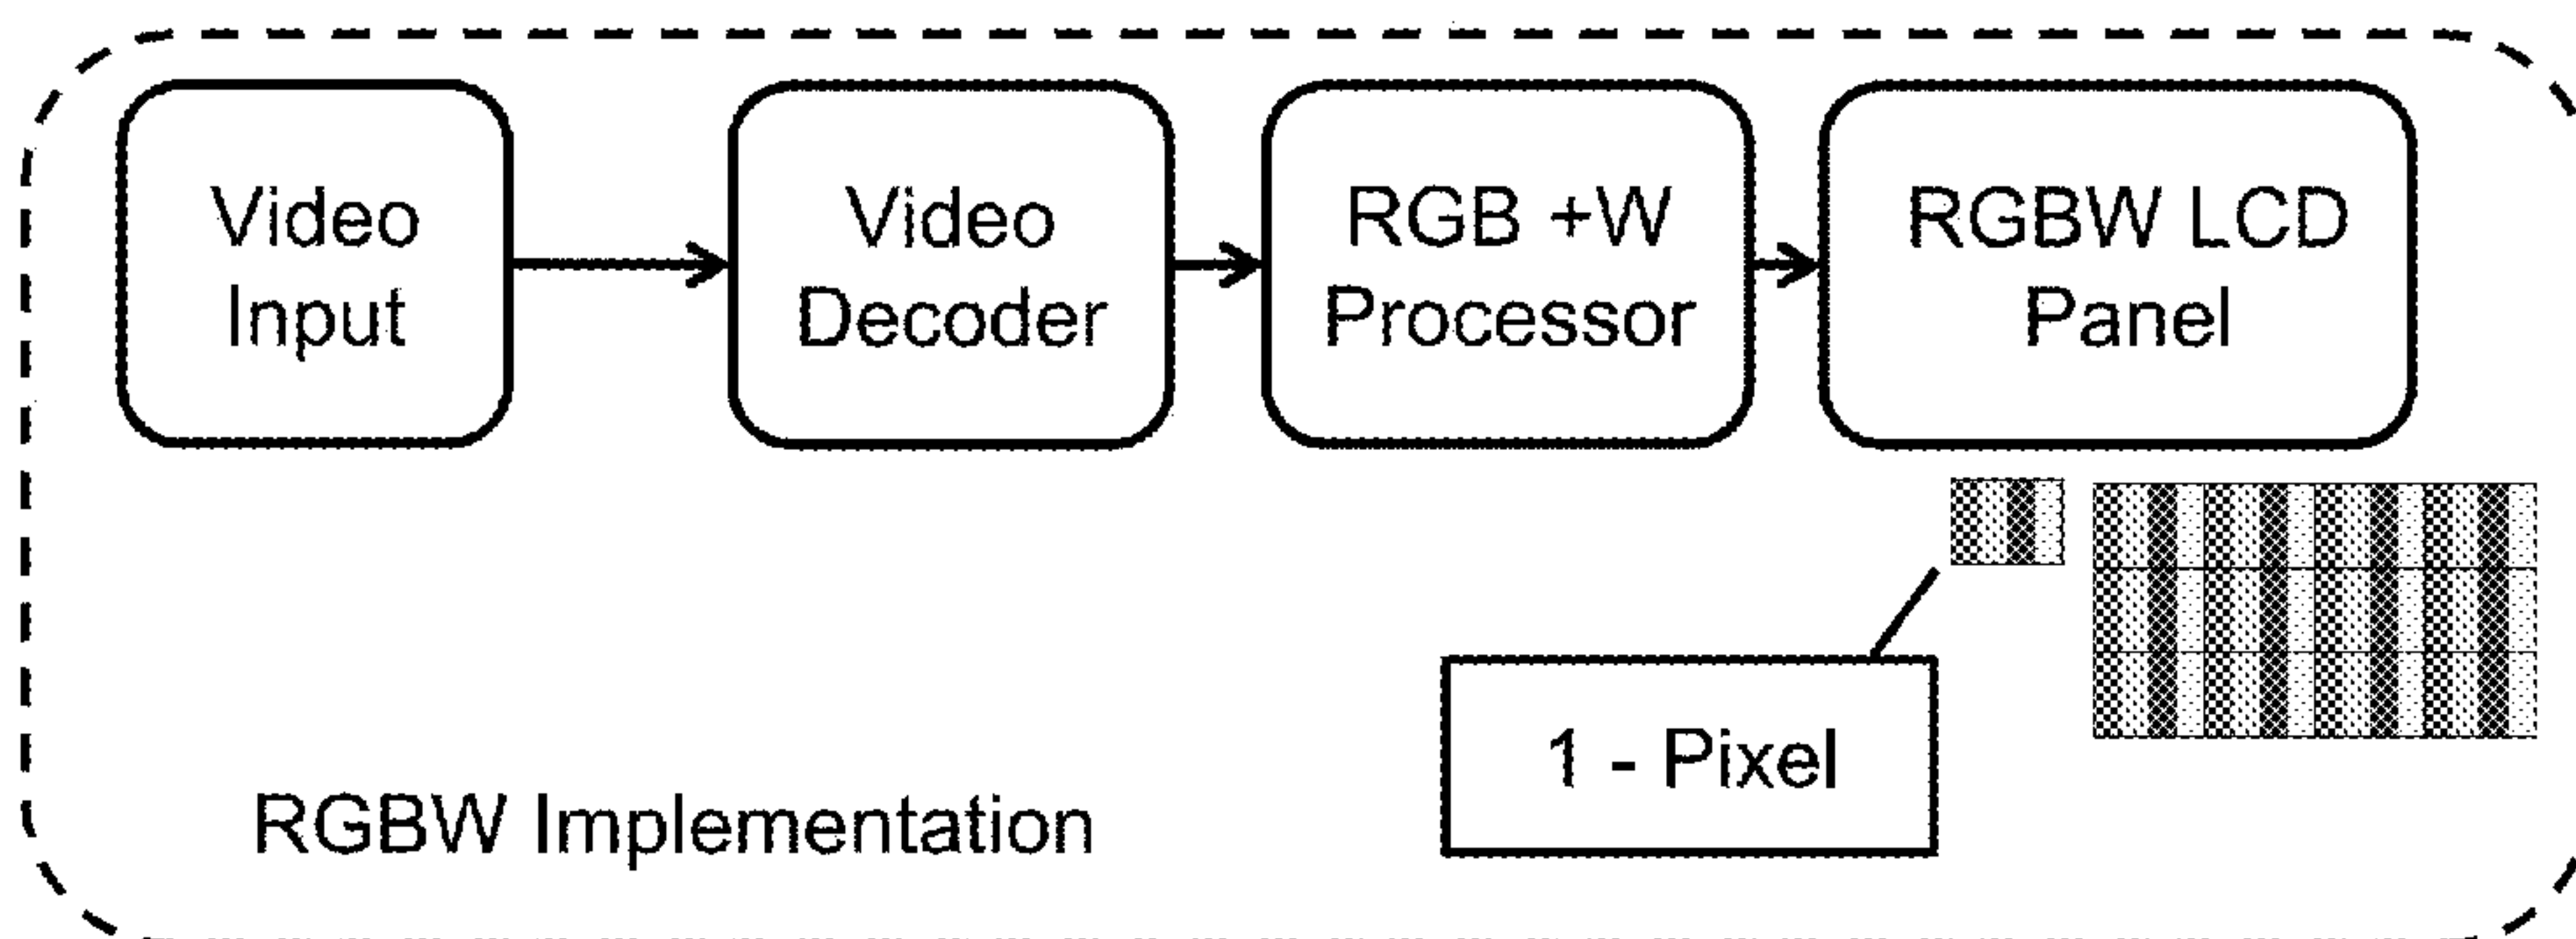 Video
Input
Video
Decoder
RGB +W
Processor
RGBW LCD
Panel
1 - Pixel
RGBW Implementation